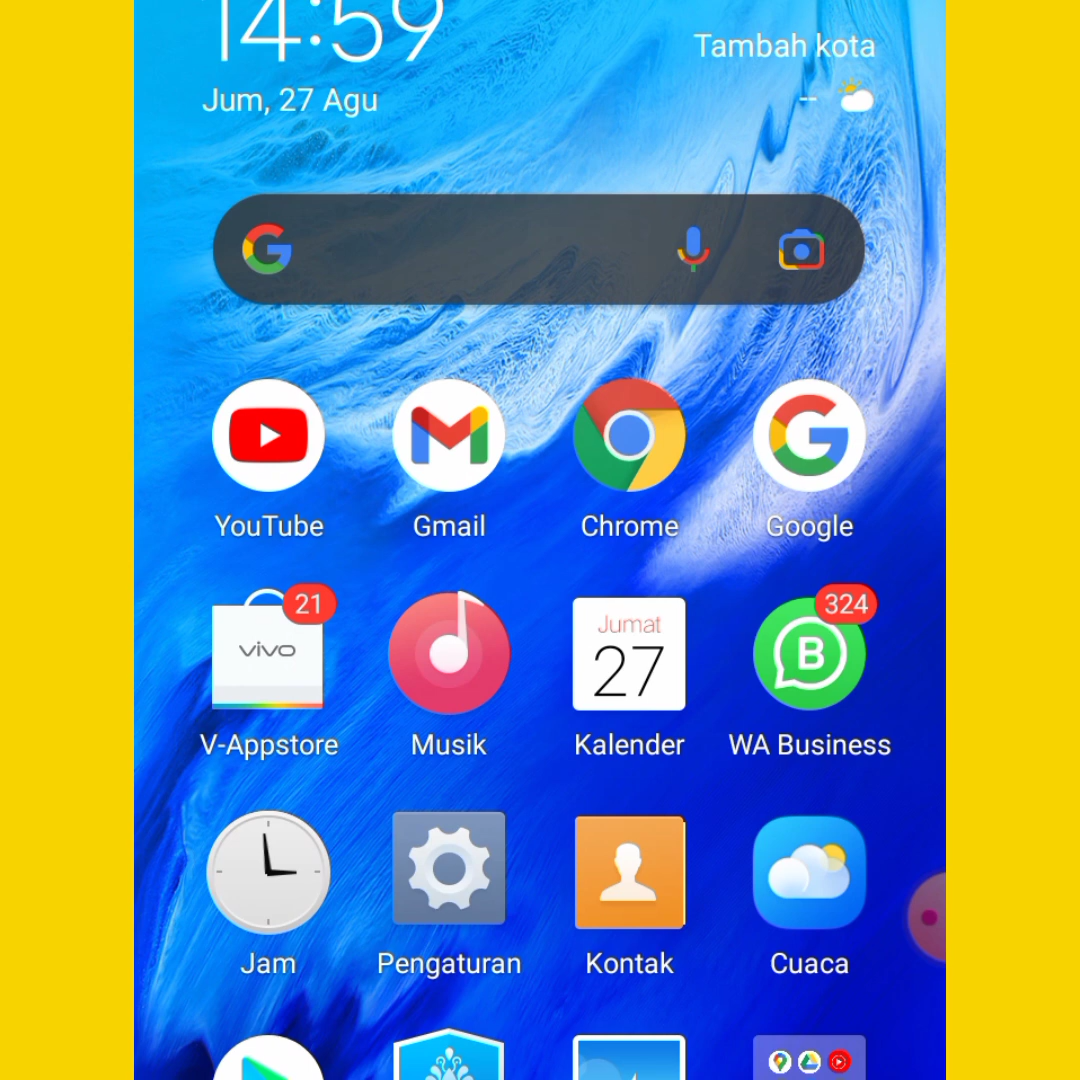 14:59
Tambah kota
Jum, 27 Agu
--
YouTube
Gmail
Chrome
Google
21
vivo
Jumat
27
324
B
V-Appstore
Musik
Kalender
WA Business
Jam
Pengaturan
Kontak
Cuaca